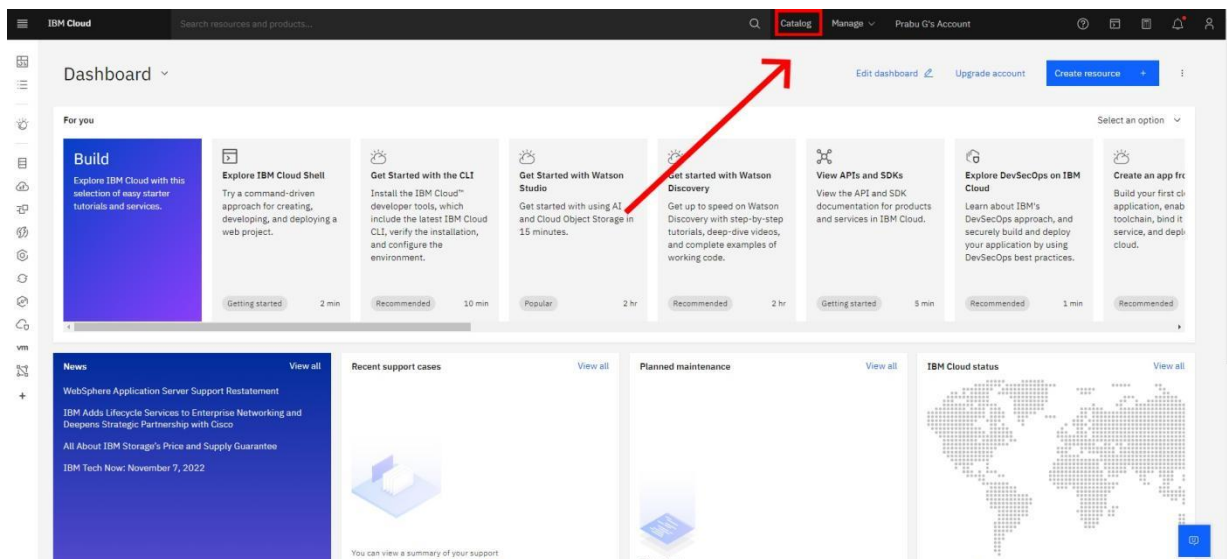 IBM Cloud
Search resources and products...
Catalog
Manage
Prabu G's Account
Dashboard
Edit dashboard
Upgrade account
Create resource +
For you
Select an option
Build
Explore IBM Cloud with this
selection of easy starter
tutorials and services.
Explore IBM Cloud Shell
Try a command-driven
approach for creating,
developing, and deploying a
web project.
Getting started
2 min
Get Started with the CLI
Install the IBM Cloud™
developer tools, which
include the latest IBM Cloud
CLI, verify the installation,
and configure the
environment.
Recommended
10 min
Get Started with Watson
Studio
Get started with using AI
and Cloud Object Storage in
15 minutes.
Popular
2 hr
Get started with Watson
Discovery
Get up to speed on Watson
Discovery with step-by-step
tutorials, deep-dive videos,
and complete examples of
working code.
Recommended
2 hr
View APIs and SDKs
View the API and SDK
documentation for products
and services in IBM Cloud.
Getting started
5 min
Explore DevSecOps on IBM
Cloud
Learn about IBM's
DevSecOps approach, and
securely build and deploy
your application by using
DevSecOps best practices.
Recommended
1 min
Create an app fro
Build your first cl
application, enab
toolchain, bind it
service, and depl
cloud.
Recommended
vm
News
View all
WebSphere Application Server Support Restatement
IBM Adds Lifecycle Services to Enterprise Networking and
Deepens Strategic Partnership with Cisco
All About IBM Storage's Price and Supply Guarantee
IBM Tech Now: November 7, 2022
Recent support cases
View all
You can view a summary of your support
Planned maintenance
View all
IBM Cloud status
View all